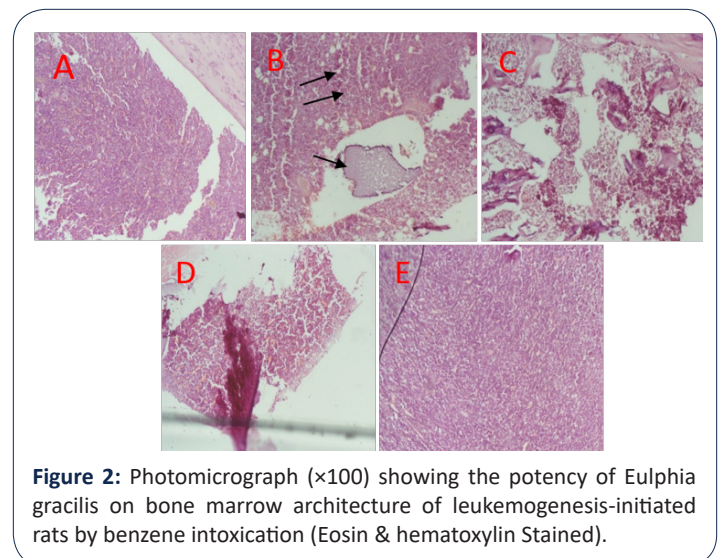 A
B
C
D
E
Figure 2: Photomicrograph (×100) showing the potency of Eulphia
gracilis on bone marrow architecture of leukemogenesis-initiated
rats by benzene intoxication (Eosin & hematoxylin Stained).